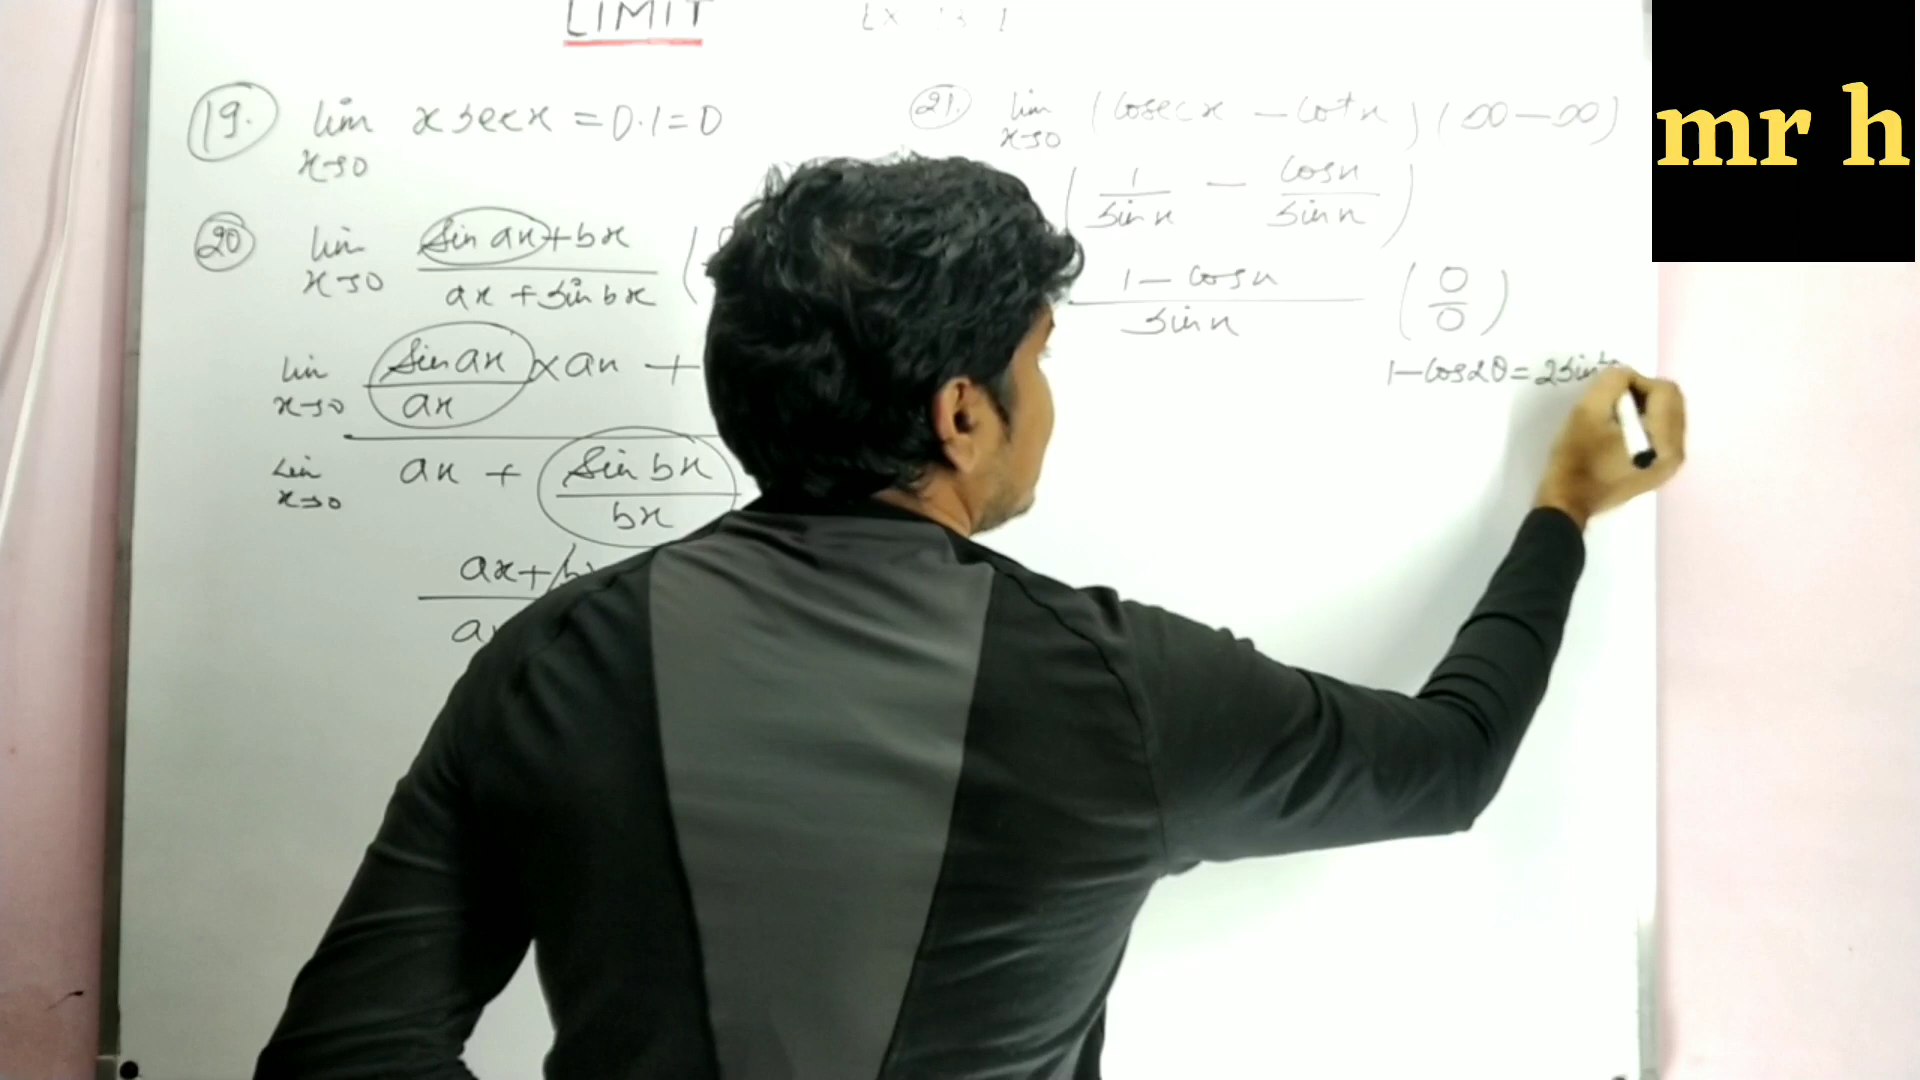 LIMIT
19. lim x→0 x sec x = 0.1 = 0
20 lim x→0 sin ax + bx
ax + sin bx
lim x→0 sin ax × ax +
ax
lim x→0 ax + sin bx
bx
ax +
21. lim x→0 (cosec x - cot x) (∞ - ∞)
( 1 - cos x )
sin x sin x
1 - cos x ( 0
sin x 0 )
1 - cos 2θ = 2 sin
mr h